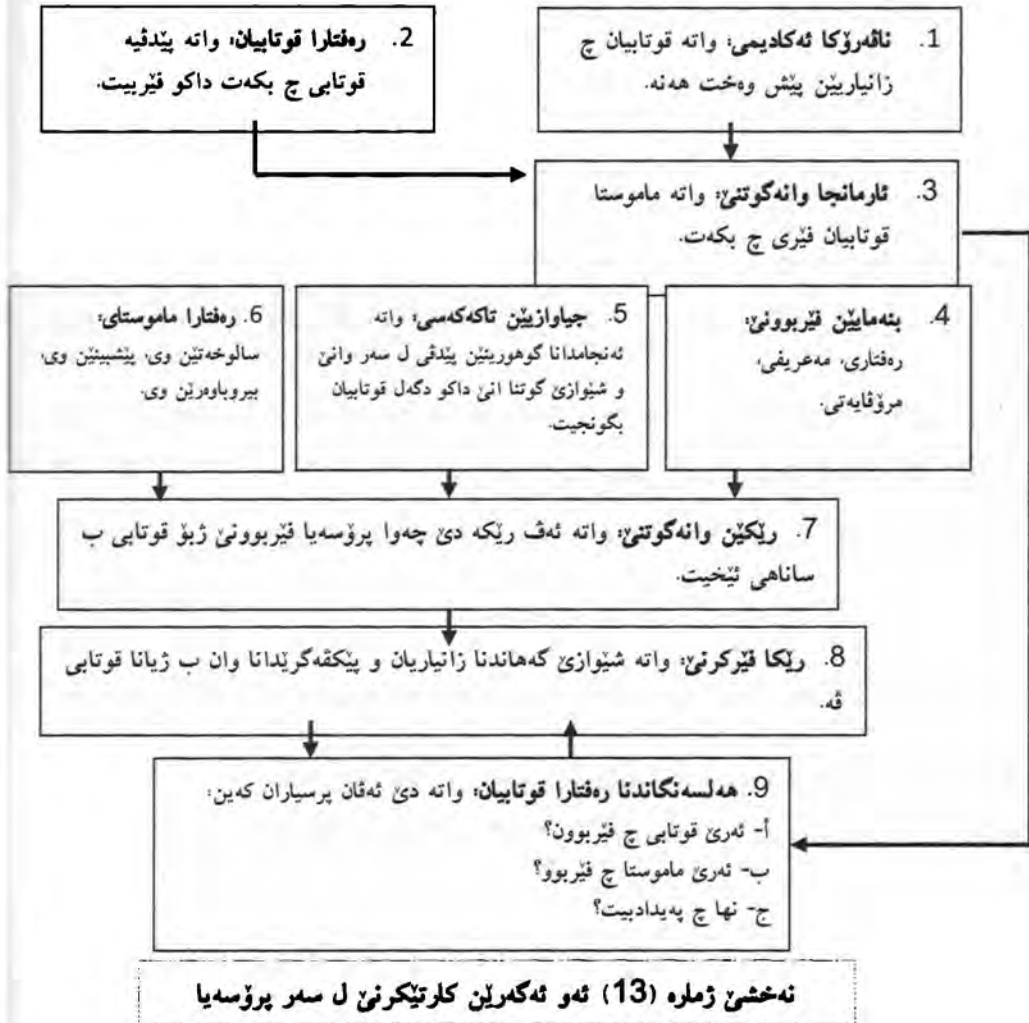 1. ناڤەرۆکا ئەکادیمی: واتە قوتابیان چ
زانیاریێن پێش وەخت هەنە.
2. رەفتارا قوتابیان: واتە پێدڤیە
قوتابی چ بکەت داکو فێرببیت.
3. ئارمانجا وانەگوتنێ: واتە ماموستا
قوتابیان فێری چ بکەت.
4. بنەمایێن فێربوونێ:
رەفتاری، مەعریفی،
مرۆڤایەتی.
5. جیاوازیێن تاکەکەسی: واتە
ئەنجامدانا گوهوریێن پێدڤی ل سەر وانێ
و شێوازێ گوتنا انێ داکو دگەل قوتابیان
بگونجیت.
6. رەفتارا ماموستای:
سالوخەتێن وی، پێشبینێن وی،
بیروباوەرێن وی.
7. رێکێن وانەگوتنێ: واتە ئەڤ رێکە دێ چەوا پرۆسەیا فێربوونێ ژبۆ قوتابی ب
ساناهی ئێخیت.
8. رێکا فێرکرنێ: واتە شێوازێ گەهاندنا زانیاریان و پێکڤەگرێدانا وان ب ژیانا قوتابی
ڤە.
9. هەلسەنگاندنا رەفتارا قوتابیان: واتە دێ ئەڤان پرسیاران کەین:
أ- ئەرێ قوتابی چ فێربوون؟
ب- ئەرێ ماموستا چ فێربوو؟
ج- نها چ پەیدادبیت؟
نەخشێ ژمارە (13) ئەو ئەگەرێن کارتێکرنێ ل سەر پرۆسەیا